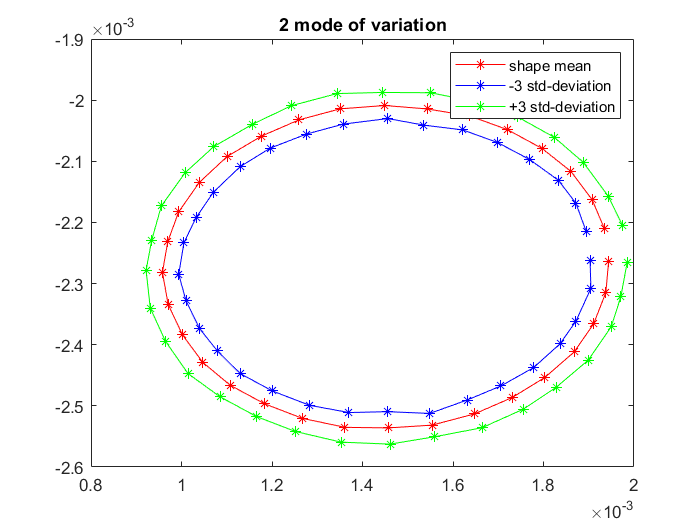 ×10⁻³
2 mode of variation
-1.9
-2
-2.1
-2.2
-2.3
-2.4
-2.5
-2.6
shape mean
-3 std-deviation
+3 std-deviation
0.8 1 1.2 1.4 1.6 1.8 2
×10⁻³